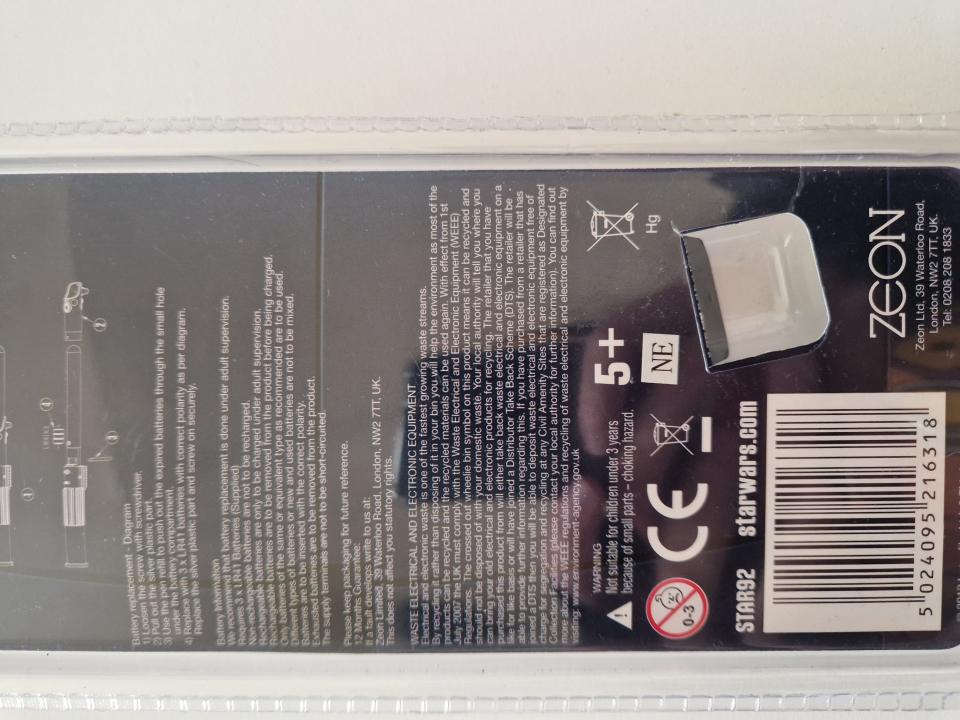 Battery replacement - Diagram
1) Loosen the screw with screwdriver.
2) Pull out the silver plastic part.
3) Use the pen refill to push out the expired batteries through the small hole
under the battery compartment.
4) Replace with 3 x LR41 batteries with correct polarity as per diagram.
Replace the silver plastic part and screw on securely.
Battery Information
We recommend battery replacement is done under adult supervision.
Requires 3 x LR41 Batteries (Supplied)
Non-rechargeable batteries are not to be recharged.
Rechargeable batteries are only to be charged under adult supervision.
Rechargeable batteries are to be removed from the product before being charged.
Only batteries of the same or equivalent type as recommended are to be used.
Different types of batteries or new and used batteries are not to be mixed.
Batteries are to be inserted with the correct polarity.
Exhausted batteries are to be removed from the product.
The supply terminals are not to be short-circuited.
Please keep packaging for future reference.
12 Months Guarantee:
If a fault develops write to us at:
Zeon Limited, 39 Waterloo Road, London, NW2 7TT, UK.
This does not affect you statutory rights.
WASTE ELECTRICAL AND ELECTRONIC EQUIPMENT
Electrical and electronic waste is one of the fastest growing waste streams.
By recycling it rather than disposing of it in your bin you will help the environment as most of the
products can be recycled and the recycled materials can be used again. With effect from 1st
July 2007 the UK must comply with the Waste Electrical and Electronic Equipment (WEEE)
Regulations. The crossed out wheelie bin symbol on this product means it can be recycled and
should not be disposed of with your domestic waste. Your local authority will tell you where you
can take old electrical and electronic products for recycling. The retailer that you have
purchased this product from will either take back waste electrical and electronic equipment on a
like for like basis or will have joined a Distributor Take Back Scheme (DTS). The retailer will be
able to provide further information regarding this. If you have purchased from a retailer that has
joined a DTS you will be able to deposit waste electrical and electronic equipment free of
charge for segregation and recycling at any Civil Amenity Sites that are registered as Designated
Collection Facilities (please contact your local authority for further information). You can find out
more about the WEEE regulations and recycling of waste electrical and electronic equipment by
visiting: www.environment-agency.gov.uk
WARNING
Not suitable for children under 3 years
because of small parts – choking hazard.
0-3
CE
5+
NE
Hg
STAR92 starwars.com
5 024095 216318
ZEON
Zeon Ltd, 39 Waterloo Road,
London, NW2 7TT, UK.
Tel: 0208 208 1833